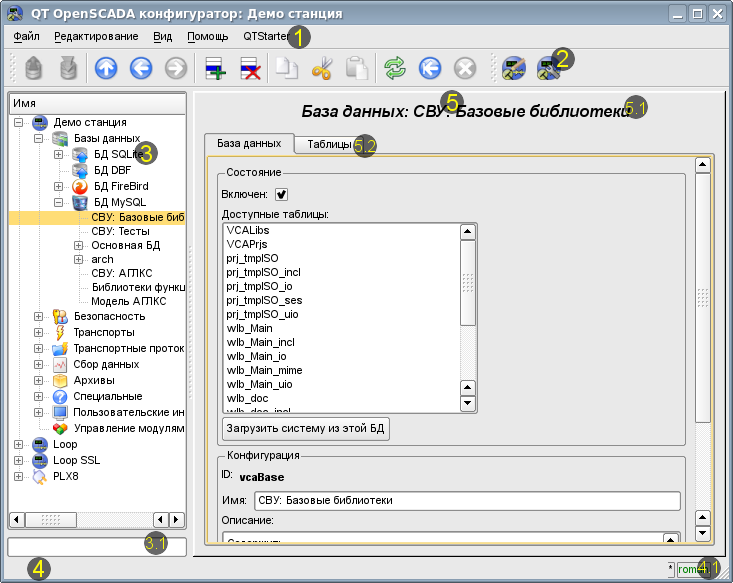 QT OpenSCADA конфигуратор: Демо станция
Файл Редактирование Вид Помощь QTStarter 1
2
Имя
Демо станция
Базы данных
БД SQLite 3
БД DBF
БД FireBird
БД MySQL
СВУ: Базовые биб
СВУ: Тесты
Основная БД
arch
СВУ: АГЛКС
Библиотеки функц
Модель АГЛКС
Безопасность
Транспорты
Транспортные проток
Сбор данных
Архивы
Специальные
Пользовательские ин
Управление модулям
Loop
Loop SSL
PLX8
3.1
5
База данных: СВУ: Базовые библиотеки 5.1
База данных Таблицы 5.2
Состояние
Включен:
Доступные таблицы:
VCALibs
VCAPrjs
prj_tmplSO
prj_tmplSO_incl
prj_tmplSO_io
prj_tmplSO_ses
prj_tmplSO_uio
wlb_Main
wlb_Main_incl
wlb_Main_io
wlb_Main_mime
wlb_Main_uio
wlb_doc
wlb_doc_incl
Загрузить систему из этой БД
Конфигурация
ID: vcaBase
Имя: СВУ: Базовые библиотеки
Описание:
Содержит
4
* 4.1